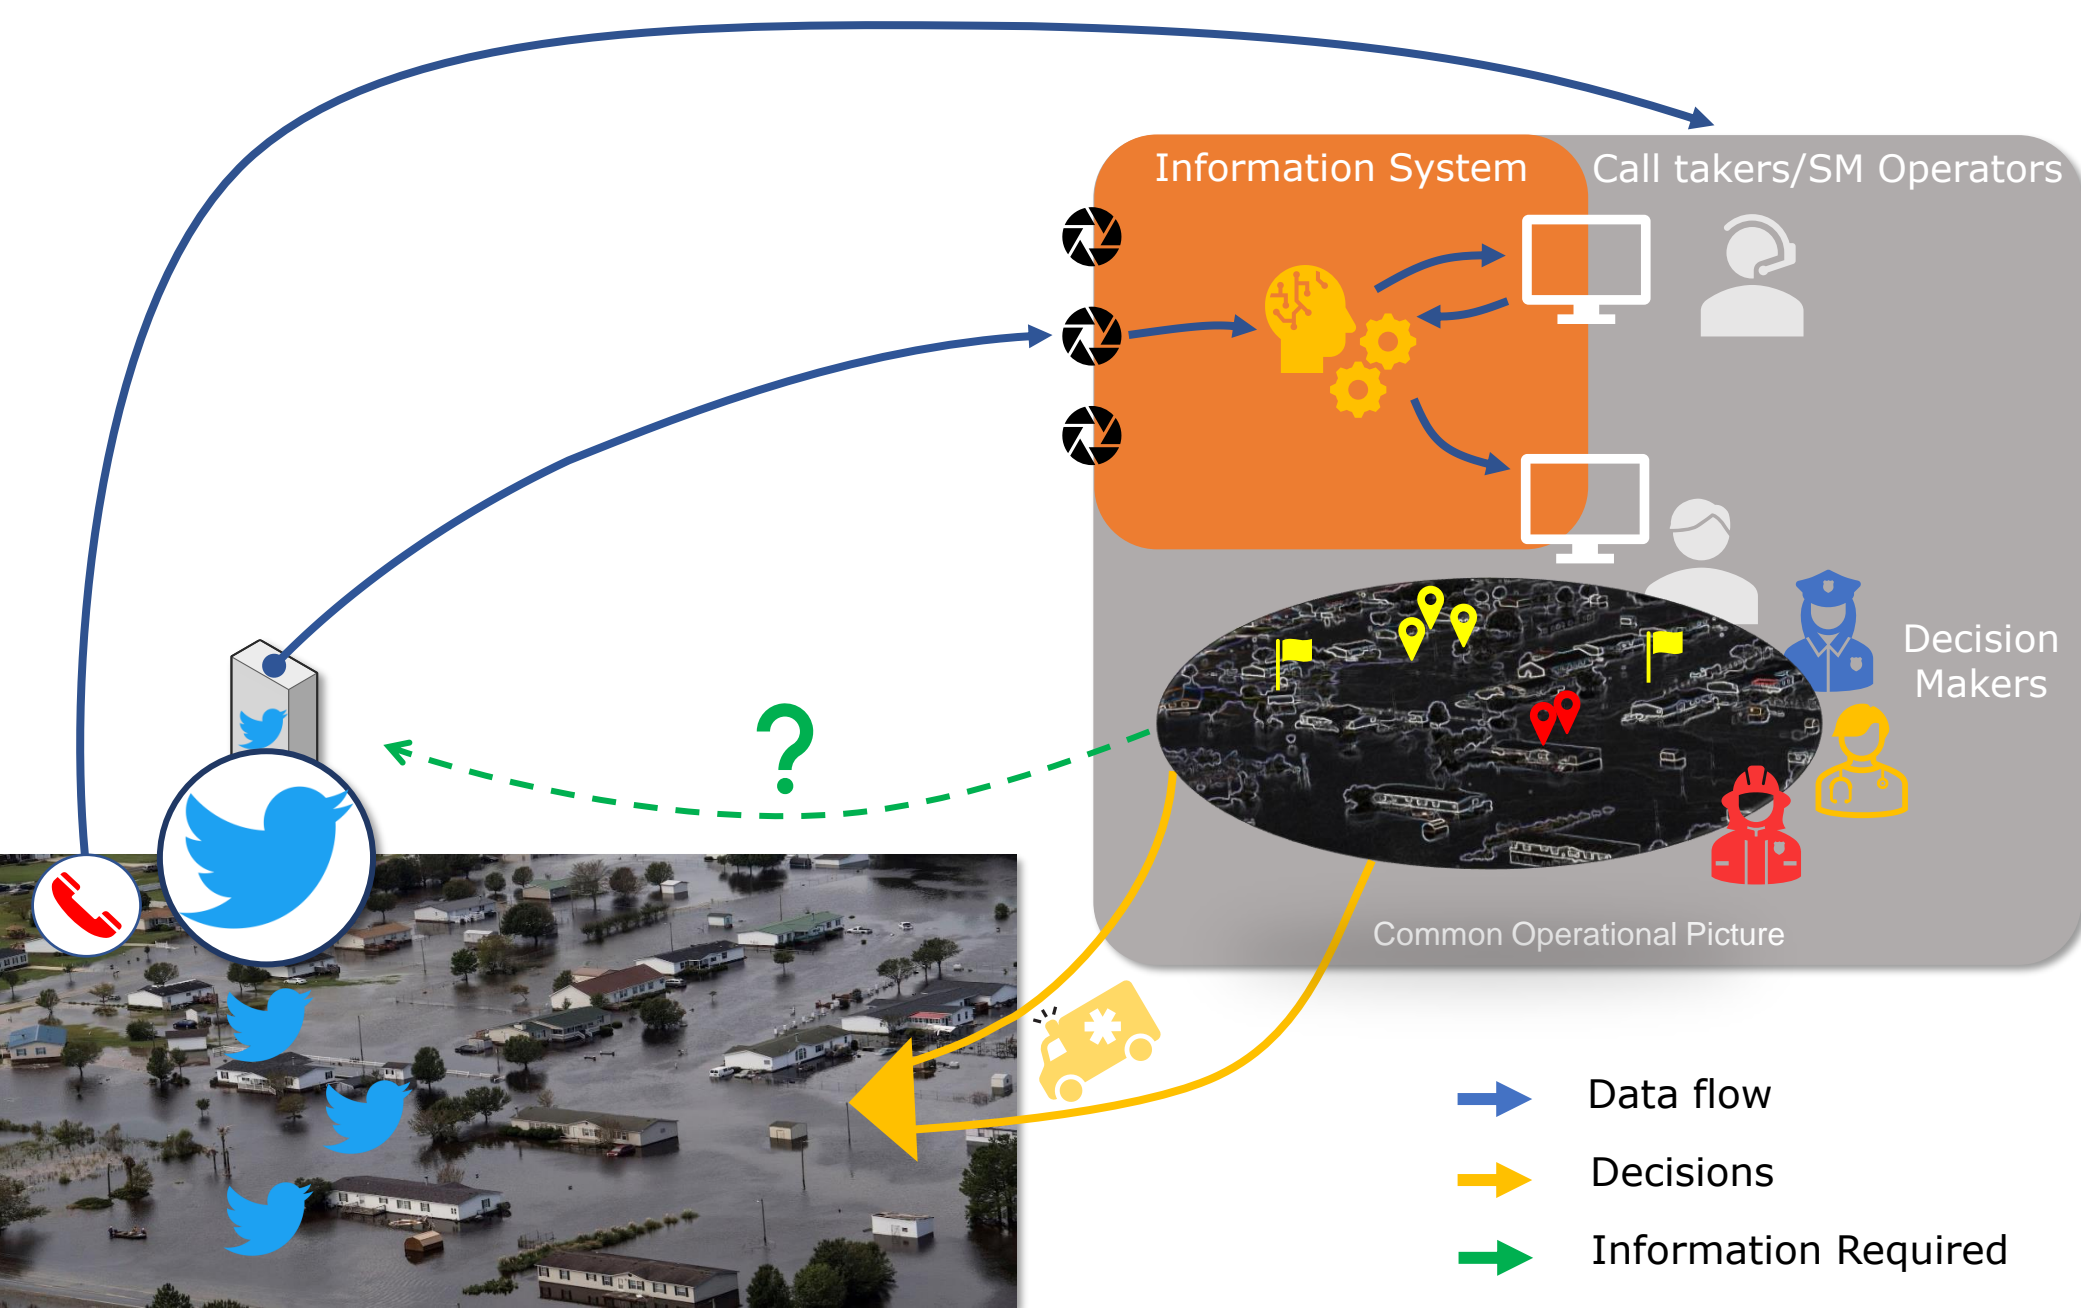 Information System
Call takers/SM Operators
?
Decision
Makers
Common Operational Picture
Data flow
Decisions
Information Required